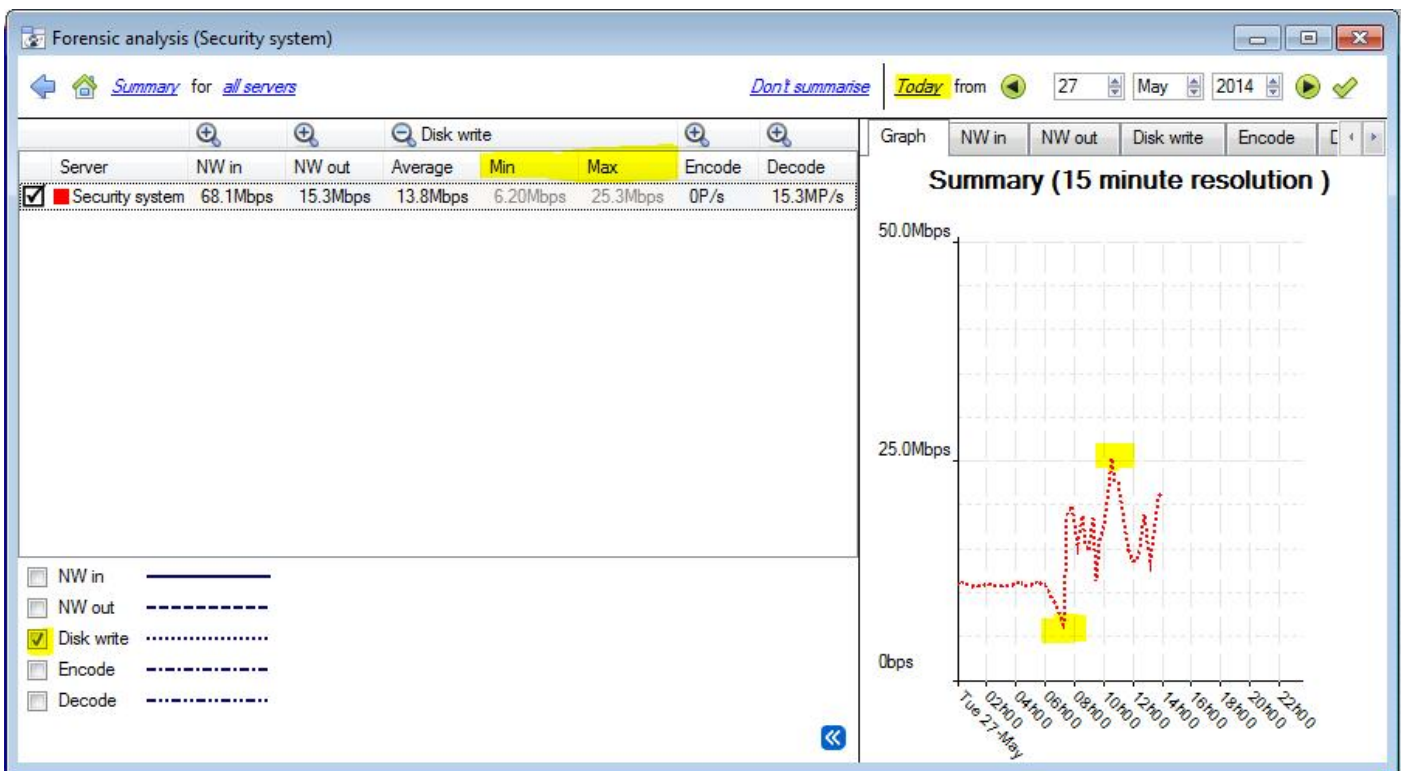 Forensic analysis (Security system)
Summary for all servers Don't summarise Today from 27 May 2014
Disk write
Server NW in NW out Average Min Max Encode Decode
Security system 68.1Mbps 15.3Mbps 13.8Mbps 6.20Mbps 25.3Mbps 0P/s 15.3MP/s
NW in
NW out
Disk write
Encode
Decode
Graph NW in NW out Disk write Encode
Summary (15 minute resolution )
50.0Mbps
25.0Mbps
0bps
Tue 27-May 02h00 04h00 06h00 08h00 10h00 12h00 14h00 16h00 18h00 20h00 22h00